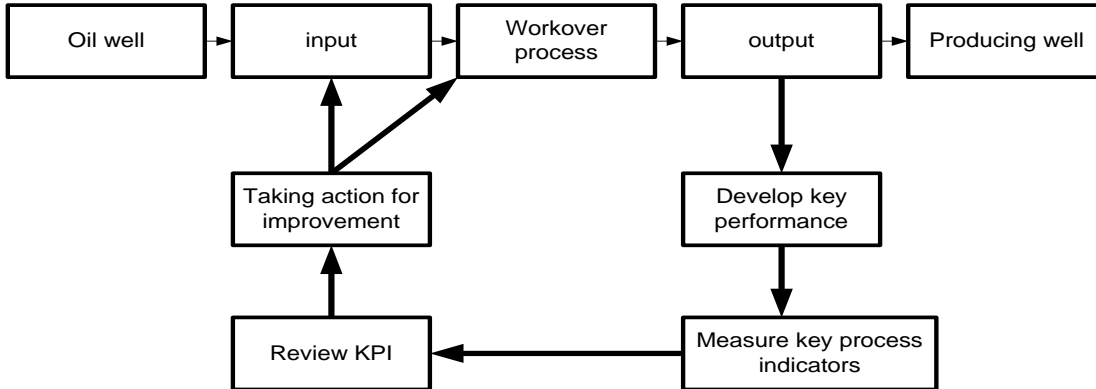 Oil well
input
Workover
process
output
Producing well
Taking action for
improvement
Develop key
performance
Review KPI
Measure key process
indicators